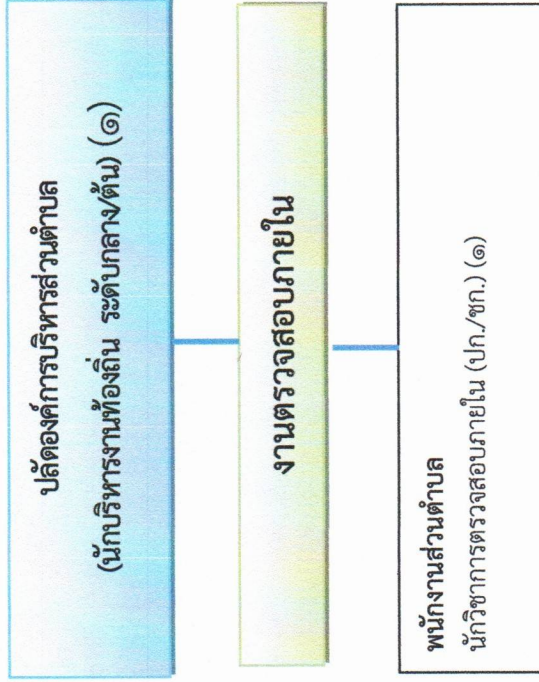 ปลัดองค์การบริหารส่วนตำบล
(นักบริหารงานท้องถิ่น ระดับกลาง/ต้น) (๑)
งานตรวจสอบภายใน
พนักงานส่วนตำบล
นักวิชาการตรวจสอบภายใน (ปก./ชก.) (๑)